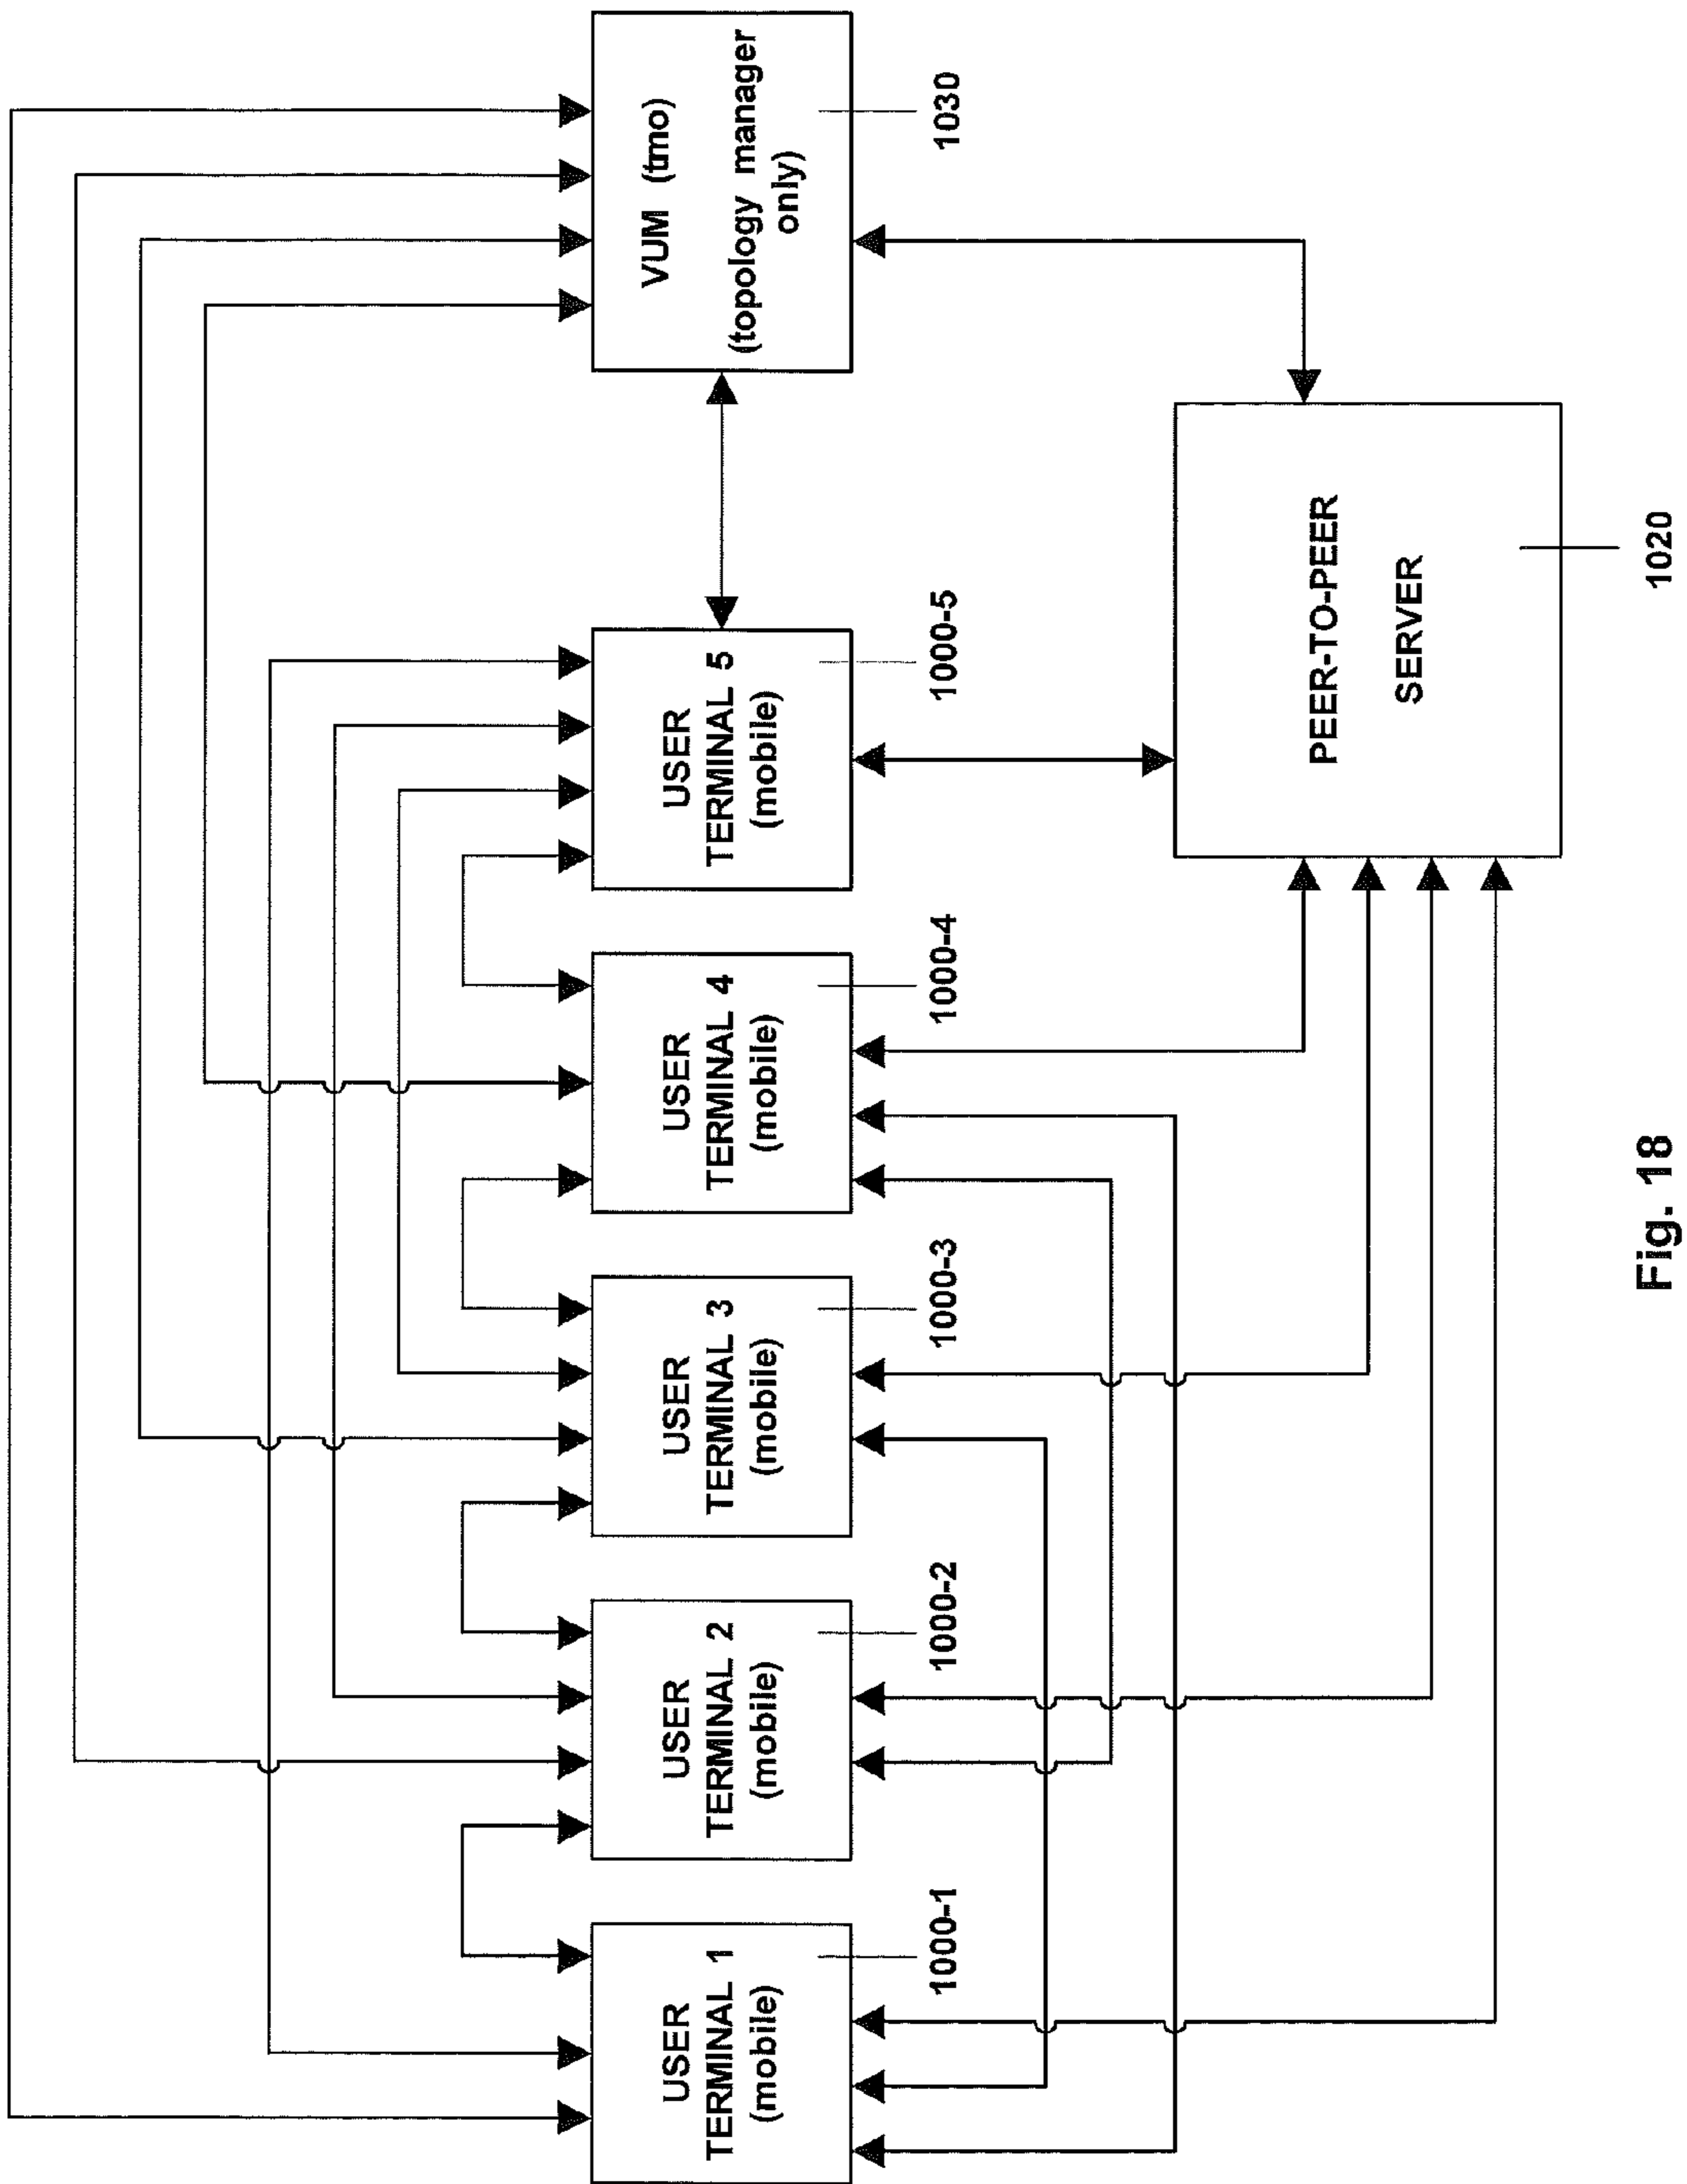 USER
TERMINAL 1
(mobile)
1000-1
USER
TERMINAL 2
(mobile)
1000-2
USER
TERMINAL 3
(mobile)
1000-3
USER
TERMINAL 4
(mobile)
1000-4
USER
TERMINAL 5
(mobile)
1000-5
VUM (tmo)
(topology manager
only)
1030
PEER-TO-PEER
SERVER
1020
Fig. 18